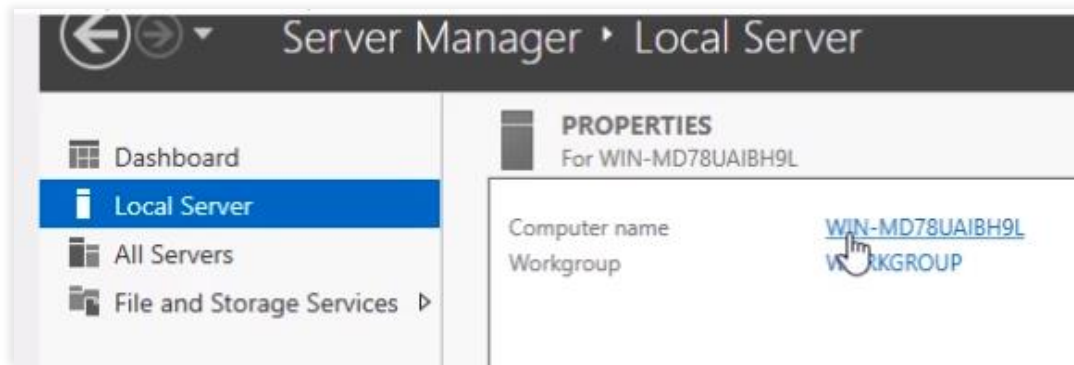 Server Manager ‣ Local Server
Dashboard
Local Server
All Servers
File and Storage Services
PROPERTIES
For WIN-MD78UAIBH9L
Computer name WIN-MD78UAIBH9L
Workgroup WORKGROUP